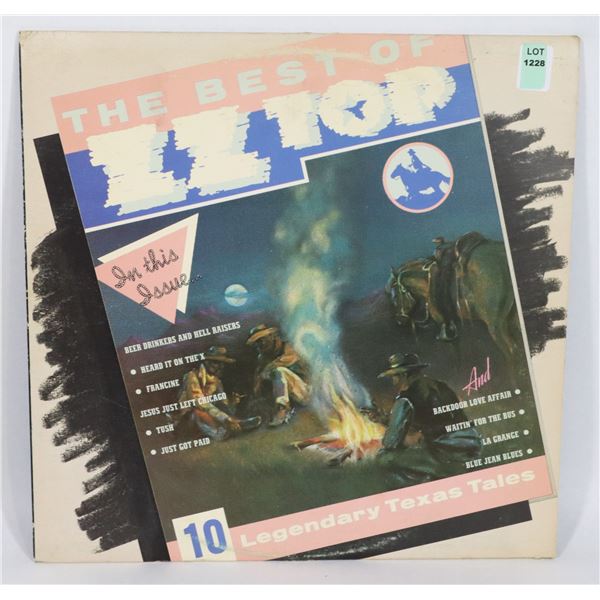 LOT
1228
THE BEST OF
ZZ TOP
In this
Issue...
BEER DRINKERS AND HELL RAISERS
• HEARD IT ON THE X
• FRANCINE
JESUS JUST LEFT CHICAGO
• TUSH
• JUST GOT PAID
And
BACKDOOR LOVE AFFAIR •
WAITIN' FOR THE BUS •
LA GRANGE •
BLUE JEAN BLUES •
10 Legendary Texas Tales